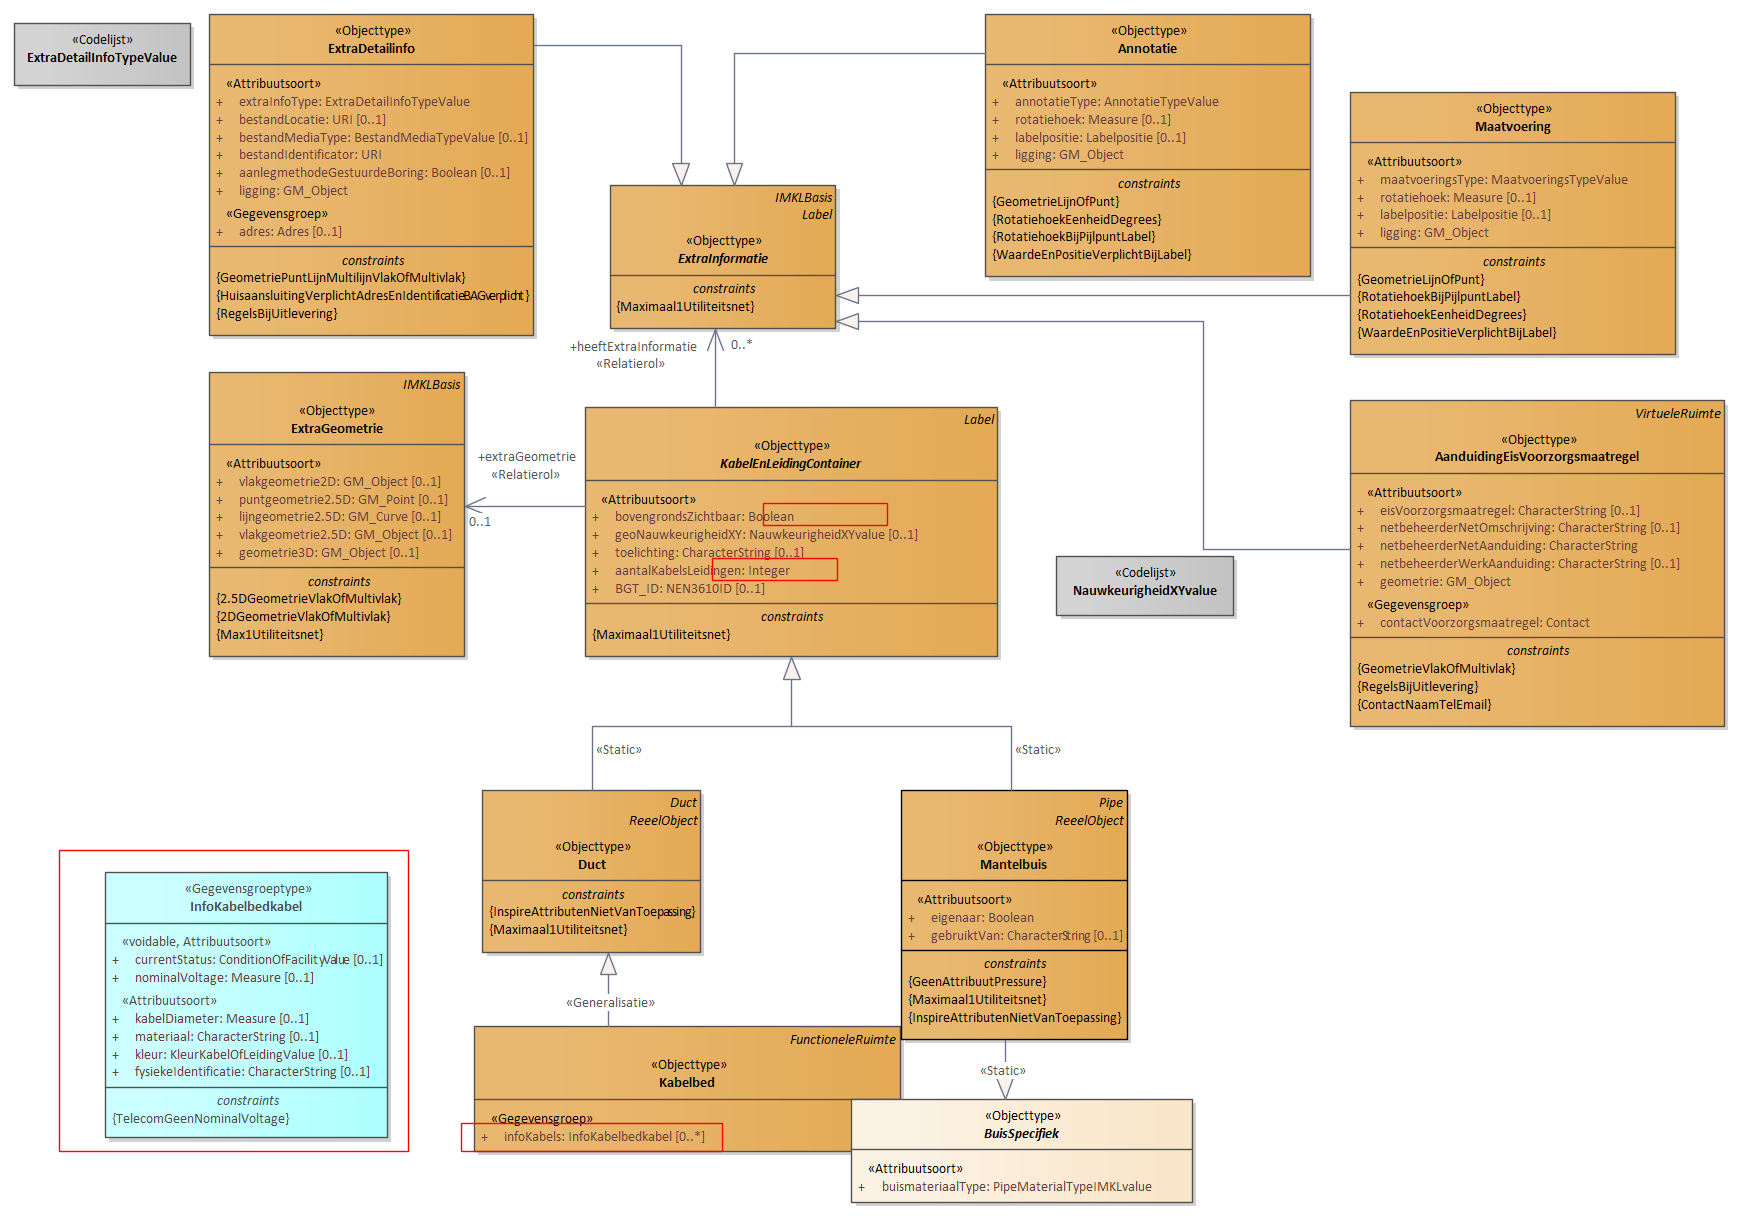 «Codelijst»
ExtraDetailInfoTypeValue
«Objecttype»
ExtraDetailinfo
«Attribuutsoort»
+ extraInfoType: ExtraDetailInfoTypeValue
+ bestandLocatie: URI [0..1]
+ bestandMediaType: BestandMediaTypeValue [0..1]
+ bestandIdentificator: URI
+ aanlegmethodeGestuurdeBoring: Boolean [0..1]
+ ligging: GM_Object
«Gegevensgroep»
+ adres: Adres [0..1]
constraints
{GeometriePuntLijnMultilijnVlakOfMultivlak}
{HuisaansluitingVerplichtAdresEnIdentificatieBAGverplicht}
{RegelsBijUitlevering}
«Objecttype»
Annotatie
«Attribuutsoort»
+ annotatieType: AnnotatieTypeValue
+ rotatiehoek: Measure [0..1]
+ labelpositie: Labelpositie [0..1]
+ ligging: GM_Object
constraints
{GeometrieLijnOfPunt}
{RotatiehoekEenheidDegrees}
{RotatiehoekBijPijlpuntLabel}
{WaardeEnPositieVerplichtBijLabel}
«Objecttype»
Maatvoering
«Attribuutsoort»
+ maatvoeringsType: MaatvoeringsTypeValue
+ rotatiehoek: Measure [0..1]
+ labelpositie: Labelpositie [0..1]
+ ligging: GM_Object
constraints
{GeometrieLijnOfPunt}
{RotatiehoekBijPijlpuntLabel}
{RotatiehoekEenheidDegrees}
{WaardeEnPositieVerplichtBijLabel}
IMKLBasis
Label
«Objecttype»
ExtraInformatie
constraints
{Maximaal1Utiliteitsnet}
+heeftExtraInformatie
0..*
«Relatierol»
IMKLBasis
«Objecttype»
ExtraGeometrie
«Attribuutsoort»
+ vlakgeometrie2D: GM_Object [0..1]
+ puntgeometrie2.5D: GM_Point [0..1]
+ lijngeometrie2.5D: GM_Curve [0..1]
+ vlakgeometrie2.5D: GM_Object [0..1]
+ geometrie3D: GM_Object [0..1]
constraints
{2.5DGeometrieVlakOfMultivlak}
{2DGeometrieVlakOfMultivlak}
{Max1Utiliteitsnet}
+extraGeometrie
«Relatierol»
0..1
Label
«Objecttype»
KabelEnLeidingContainer
«Attribuutsoort»
+ bovengrondsZichtbaar: Boolean
+ geoNauwkeurigheidXY: NauwkeurigheidXYvalue [0..1]
+ toelichting: CharacterString [0..1]
+ aantalKabelsLeidingen: Integer
+ BGT_ID: NEN3610ID [0..1]
constraints
{Maximaal1Utiliteitsnet}
«Codelijst»
NauwkeurigheidXYvalue
VirtueleRuimte
«Objecttype»
AanduidingEisVoorzorgsmaatregel
«Attribuutsoort»
+ eisVoorzorgsmaatregel: CharacterString [0..1]
+ netbeheerderNetOmschrijving: CharacterString [0..1]
+ netbeheerderNetAanduiding: CharacterString
+ netbeheerderWerkAanduiding: CharacterString [0..1]
+ geometrie: GM_Object
«Gegevensgroep»
+ contactVoorzorgsmaatregel: Contact
constraints
{GeometrieVlakOfMultivlak}
{RegelsBijUitlevering}
{ContactNaamTelEmail}
«Static»
«Static»
Duct
ReeelObject
«Objecttype»
Duct
constraints
{InspireAttributenNietVanToepassing}
{Maximaal1Utiliteitsnet}
Pipe
ReeelObject
«Objecttype»
Mantelbuis
«Attribuutsoort»
+ eigenaar: Boolean
+ gebruiktVan: CharacterString [0..1]
constraints
{GeenAttribuutPressure}
{Maximaal1Utiliteitsnet}
{InspireAttributenNietVanToepassing}
«Gegevensgroeptype»
InfoKabelbedkabel
«voidable, Attribuutsoort»
+ currentStatus: ConditionOfFacilityValue [0..1]
+ nominalVoltage: Measure [0..1]
«Attribuutsoort»
+ kabelDiameter: Measure [0..1]
+ materiaal: CharacterString [0..1]
+ kleur: KleurKabelOfLeidingValue [0..1]
+ fysiekeIdentificatie: CharacterString [0..1]
constraints
{TelecomGeenNominalVoltage}
«Generalisatie»
FunctioneleRuimte
«Objecttype»
Kabelbed
«Gegevensgroep»
+ infoKabels: InfoKabelbedkabel [0..*]
«Static»
«Objecttype»
BuisSpecifiek
«Attribuutsoort»
+ buismateriaalType: PipeMaterialTypeIMKLvalue